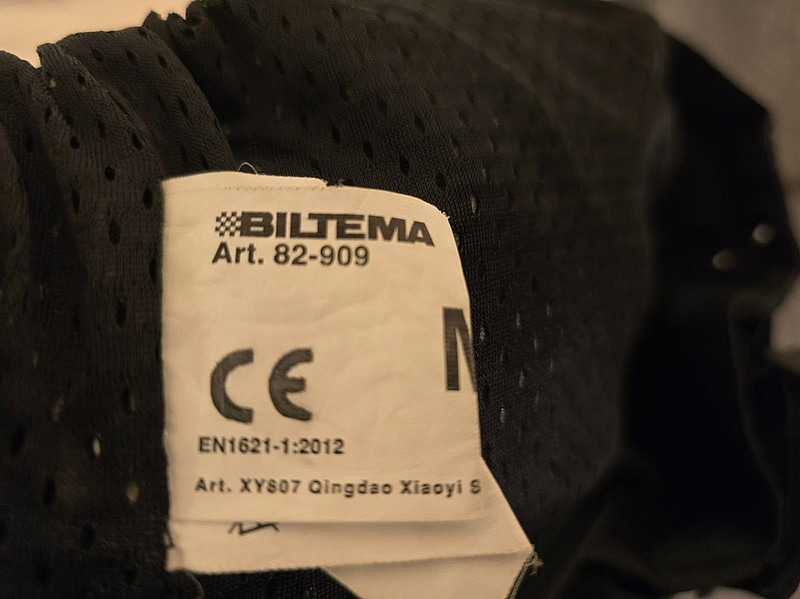 BILTEMA
Art. 82-909
M
CE
EN1621-1:2012
Art. XY807 Qingdao Xiaoyi S